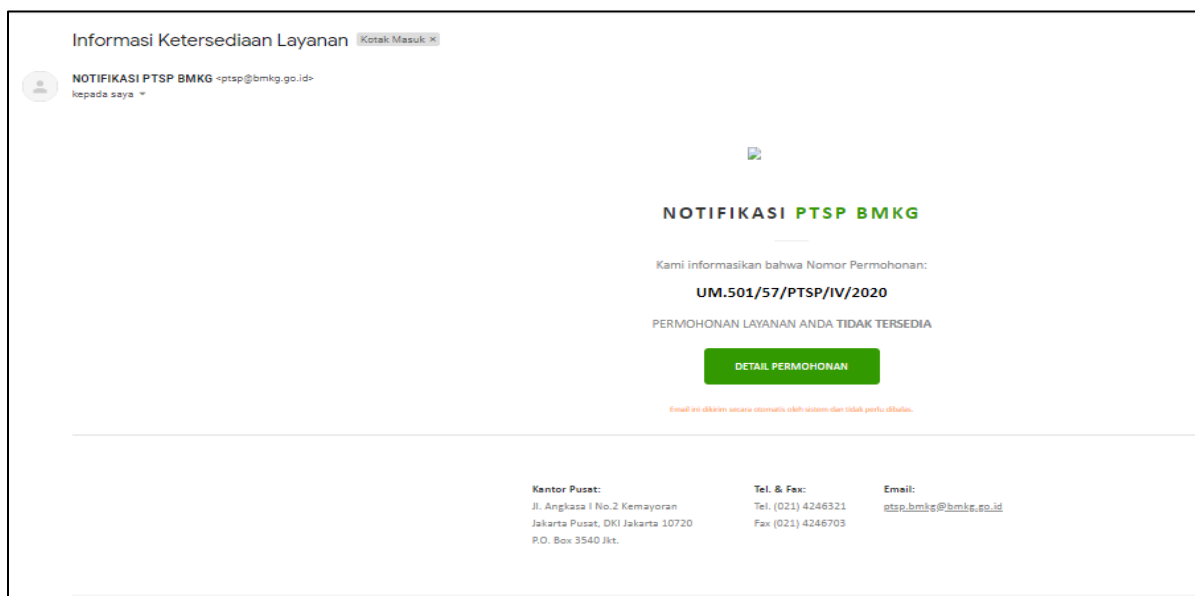 Informasi Ketersediaan Layanan Kotak Masuk ×
NOTIFIKASI PTSP BMKG <ptsp@bmkg.go.id>
kepada saya
NOTIFIKASI PTSP BMKG
Kami informasikan bahwa Nomor Permohonan:
UM.501/57/PTSP/IV/2020
PERMOHONAN LAYANAN ANDA TIDAK TERSEDIA
DETAIL PERMOHONAN
Email ini dikirim secara otomatis oleh sistem dan tidak perlu dibalas.
Kantor Pusat:
Jl. Angkasa I No.2 Kemayoran
Jakarta Pusat, DKI Jakarta 10720
P.O. Box 3540 Jkt.
Tel. & Fax:
Tel. (021) 4246321
Fax (021) 4246703
Email:
ptsp.bmkg@bmkg.go.id